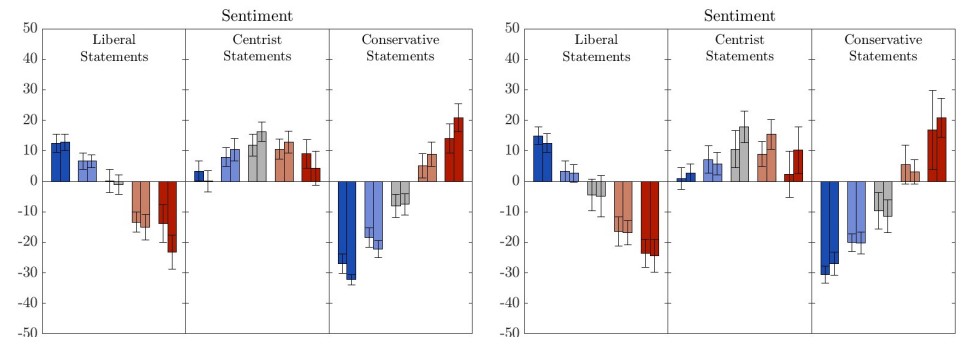 Sentiment
50
40
30
20
10
0
-10
-20
-30
-40
-50
Liberal
Statements
Centrist
Statements
Conservative
Statements
Sentiment
50
40
30
20
10
0
-10
-20
-30
-40
-50
Liberal
Statements
Centrist
Statements
Conservative
Statements